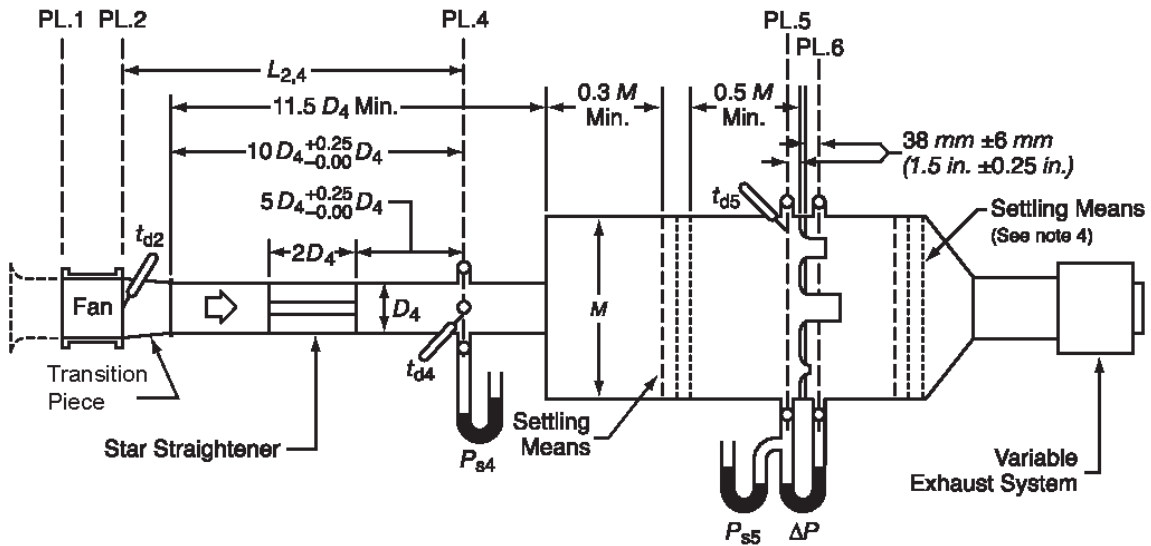 PL.1 PL.2 PL.4 PL.5
PL.6
L2,4
11.5 D4 Min.
0.3 M
Min.
0.5 M
Min.
10 D4 +0.25 -0.00 D4
38 mm ±6 mm
(1.5 in. ±0.25 in.)
5 D4 +0.25 -0.00 D4
td2
2D4
td5
Settling Means
(See note 4)
Fan
D4
M
td4
Transition
Piece
Star Straightener
Ps4
Settling
Means
Ps5
ΔP
Variable
Exhaust System